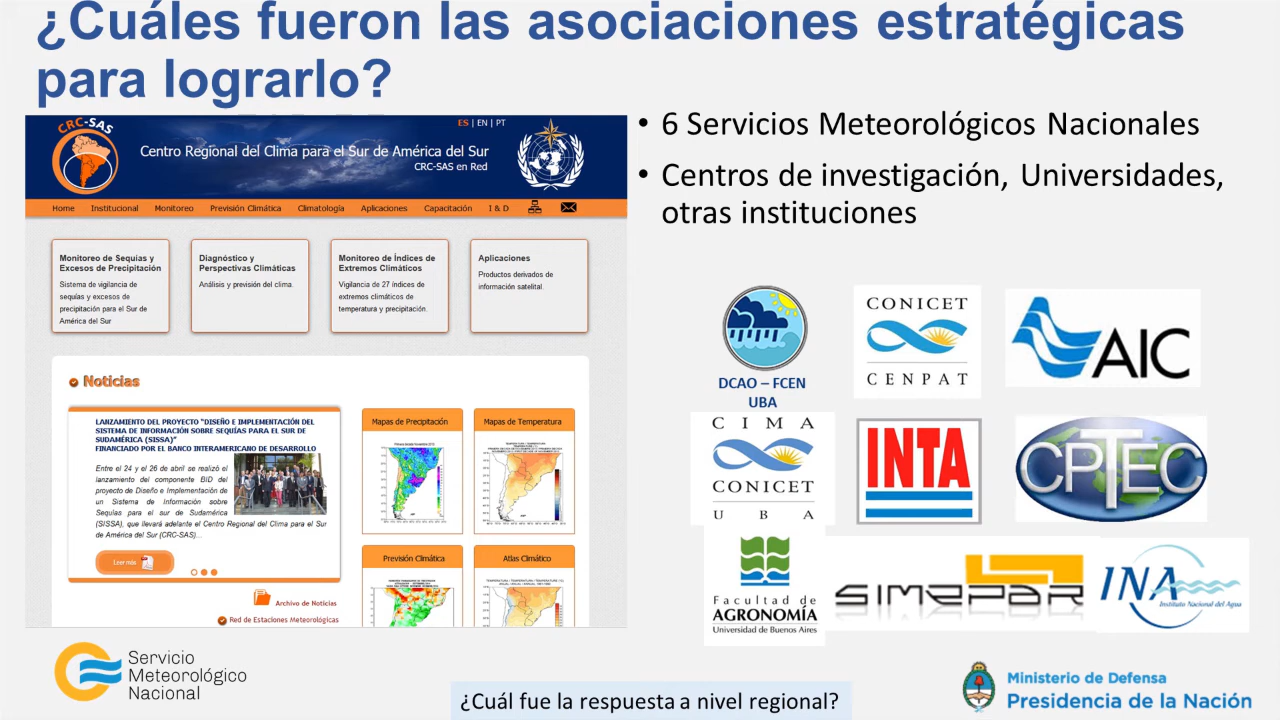 ¿Cuáles fueron las asociaciones estratégicas
para lograrlo?
CRC-SAS
ES | EN | PT
Centro Regional del Clima para el Sur de América del Sur
CRC-SAS en Red
Home Institucional Monitoreo Previsión Climática Climatología Aplicaciones Capacitación I & D
Monitoreo de Sequías y
Excesos de Precipitación
Sistema de vigilancia de
sequías y excesos de
precipitación para el Sur de
América del Sur
Diagnóstico y
Perspectivas Climáticas
Análisis y previsión del clima.
Monitoreo de Índices de
Extremos Climáticos
Vigilancia de 27 índices de
extremos climáticos de
temperatura y precipitación.
Aplicaciones
Productos derivados de
información satelital.
Noticias
LANZAMIENTO DEL PROYECTO "DISEÑO E IMPLEMENTACIÓN DEL
SISTEMA DE INFORMACIÓN SOBRE SEQUÍAS PARA EL SUR DE
SUDAMÉRICA (SISSA)"
FINANCIADO POR EL BANCO INTERAMERICANO DE DESARROLLO
Entre el 24 y el 26 de abril se realizó el
lanzamiento del componente BID del
proyecto de Diseño e Implementación de
un Sistema de Información sobre
Sequías para el sur de Sudamérica
(SISSA), que llevará adelante el Centro Regional del Clima para el Sur
de América del Sur (CRC-SAS)...
Leer más
Mapas de Precipitación
Mapas de Temperatura
Previsión Climática
Atlas Climático
Archivo de Noticias
Red de Estaciones Meteorológicas
• 6 Servicios Meteorológicos Nacionales
• Centros de investigación, Universidades,
otras instituciones
DCAO – FCEN
UBA
CONICET
CENPAT
AIC
CIMA
CONICET
UBA
INTA
CPTEC
Facultad de
AGRONOMÍA
Universidad de Buenos Aires
SIMEPAR
INA
Instituto Nacional del Agua
Servicio
Meteorológico
Nacional
¿Cuál fue la respuesta a nivel regional?
Ministerio de Defensa
Presidencia de la Nación